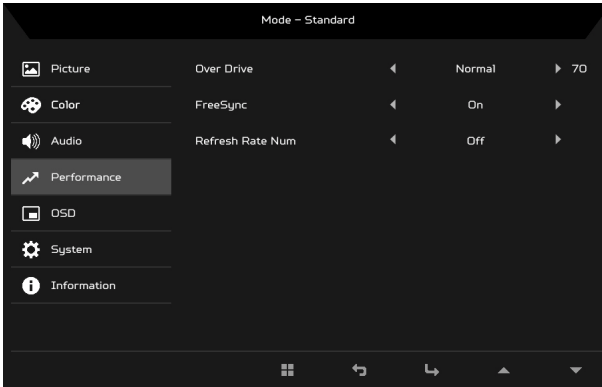 Mode – Standard
Picture
Over Drive Normal 70
Color
FreeSync On
Audio
Refresh Rate Num Off
Performance
OSD
System
Information